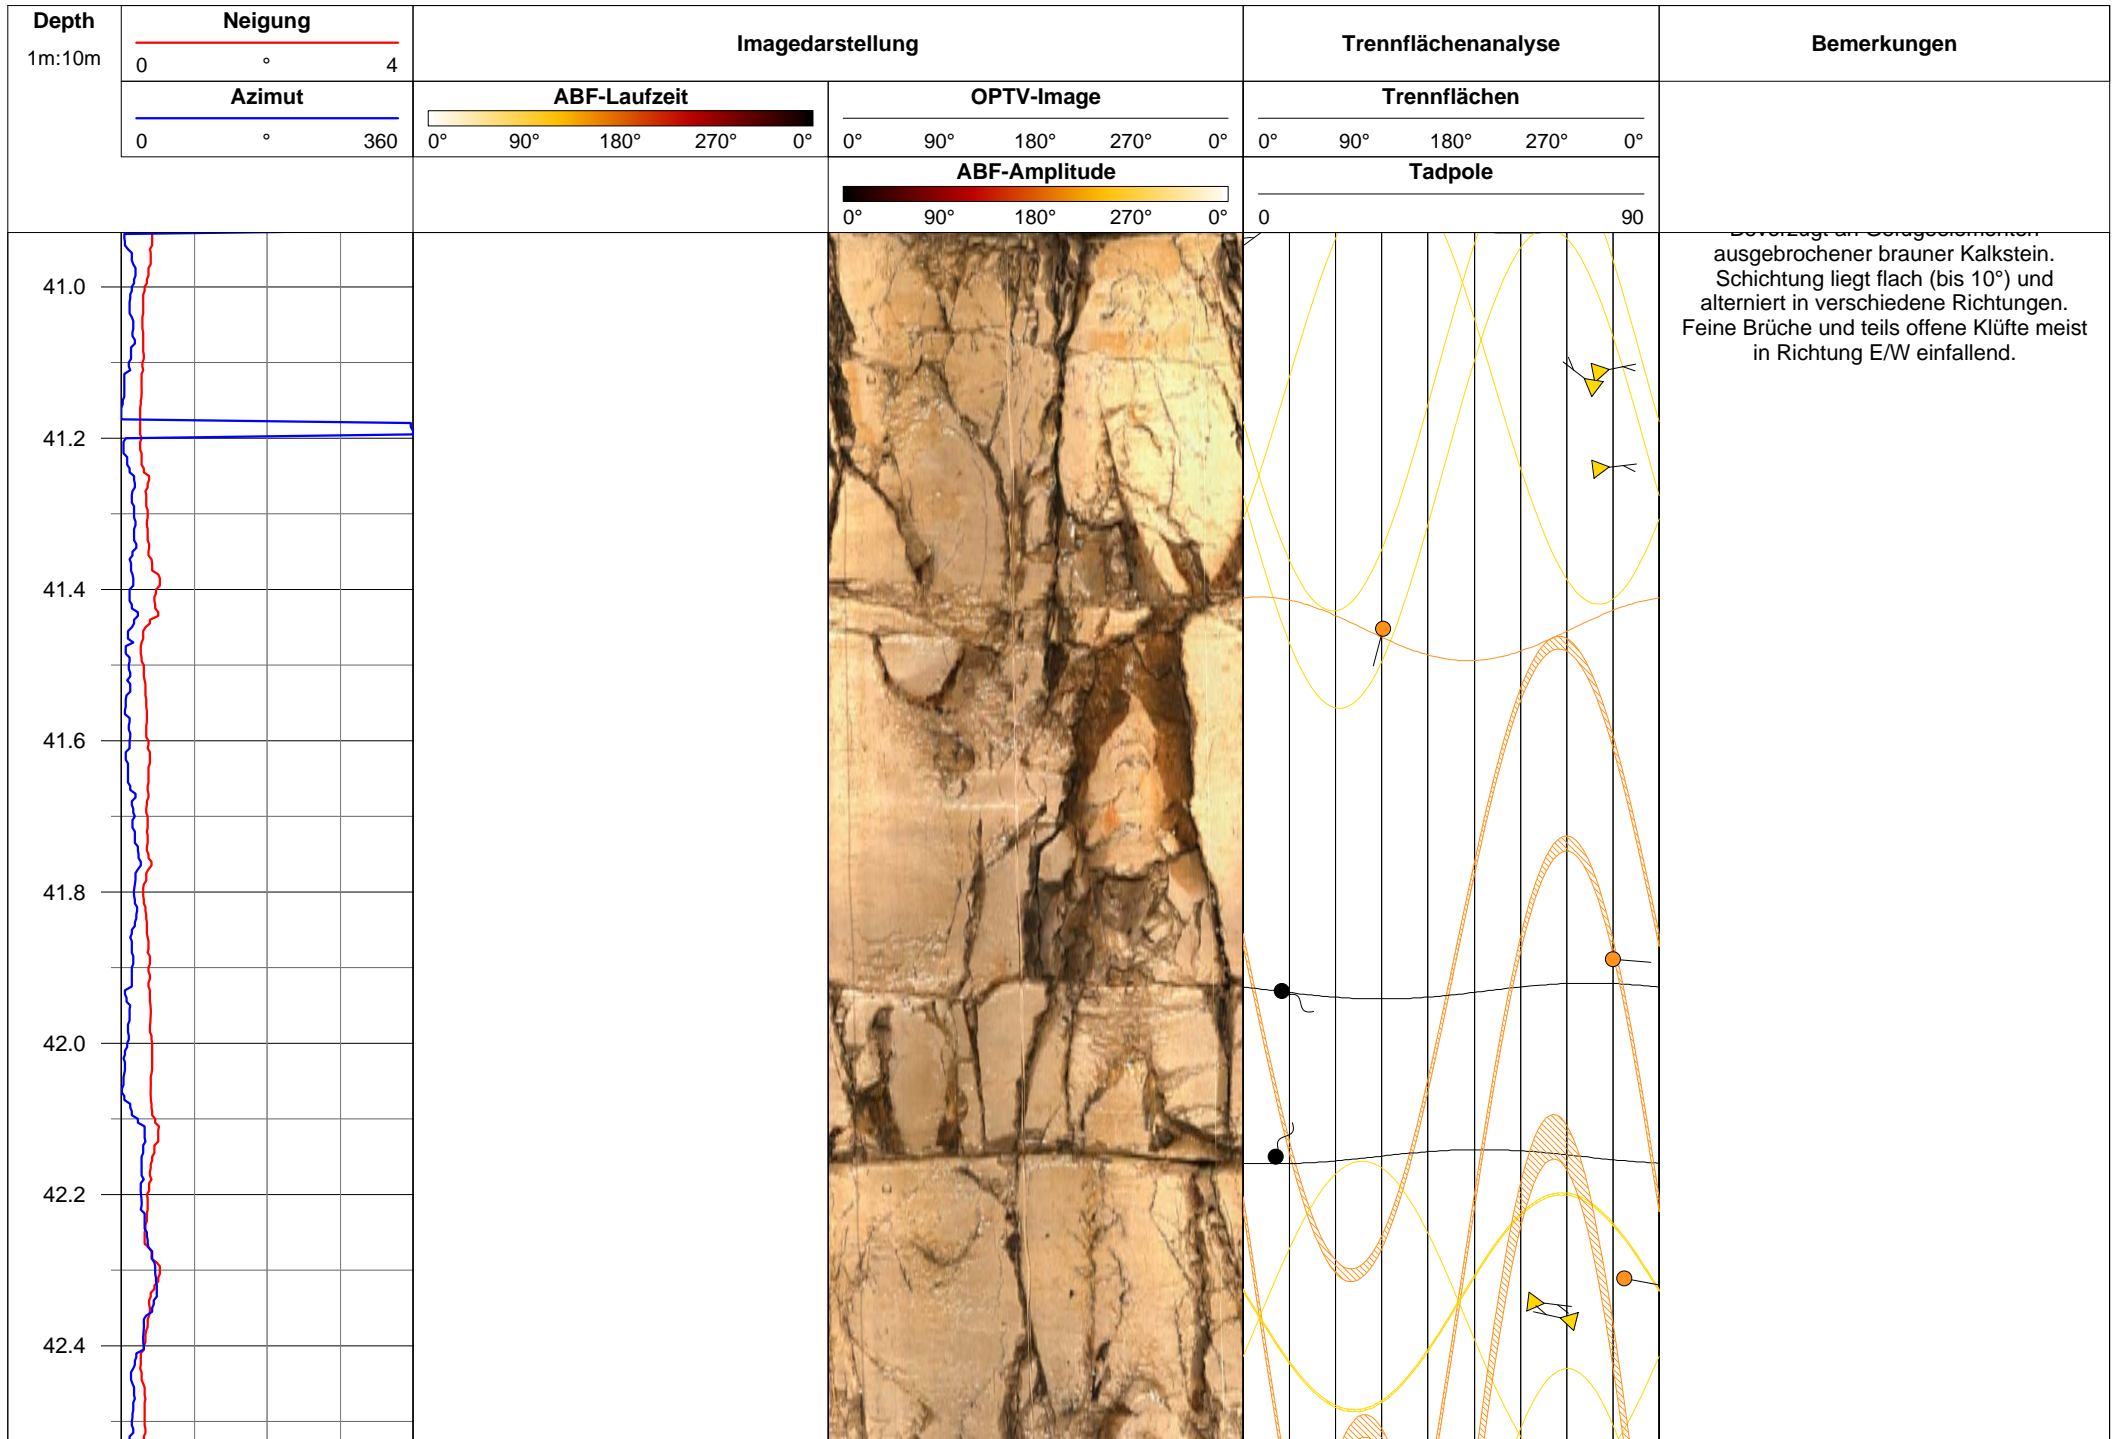 Depth
1m:10m
Neigung
0 ° 4
Azimut
0 ° 360
Imagedarstellung
ABF-Laufzeit
0° 90° 180° 270° 0°
OPTV-Image
0° 90° 180° 270° 0°
ABF-Amplitude
0° 90° 180° 270° 0°
Trennflächenanalyse
Trennflächen
0° 90° 180° 270° 0°
Tadpole
0 90
Bemerkungen
ausgebrochener brauner Kalkstein.
Schichtung liegt flach (bis 10°) und
alterniert in verschiedene Richtungen.
Feine Brüche und teils offene Klüfte meist
in Richtung E/W einfallend.
41.0
41.2
41.4
41.6
41.8
42.0
42.2
42.4